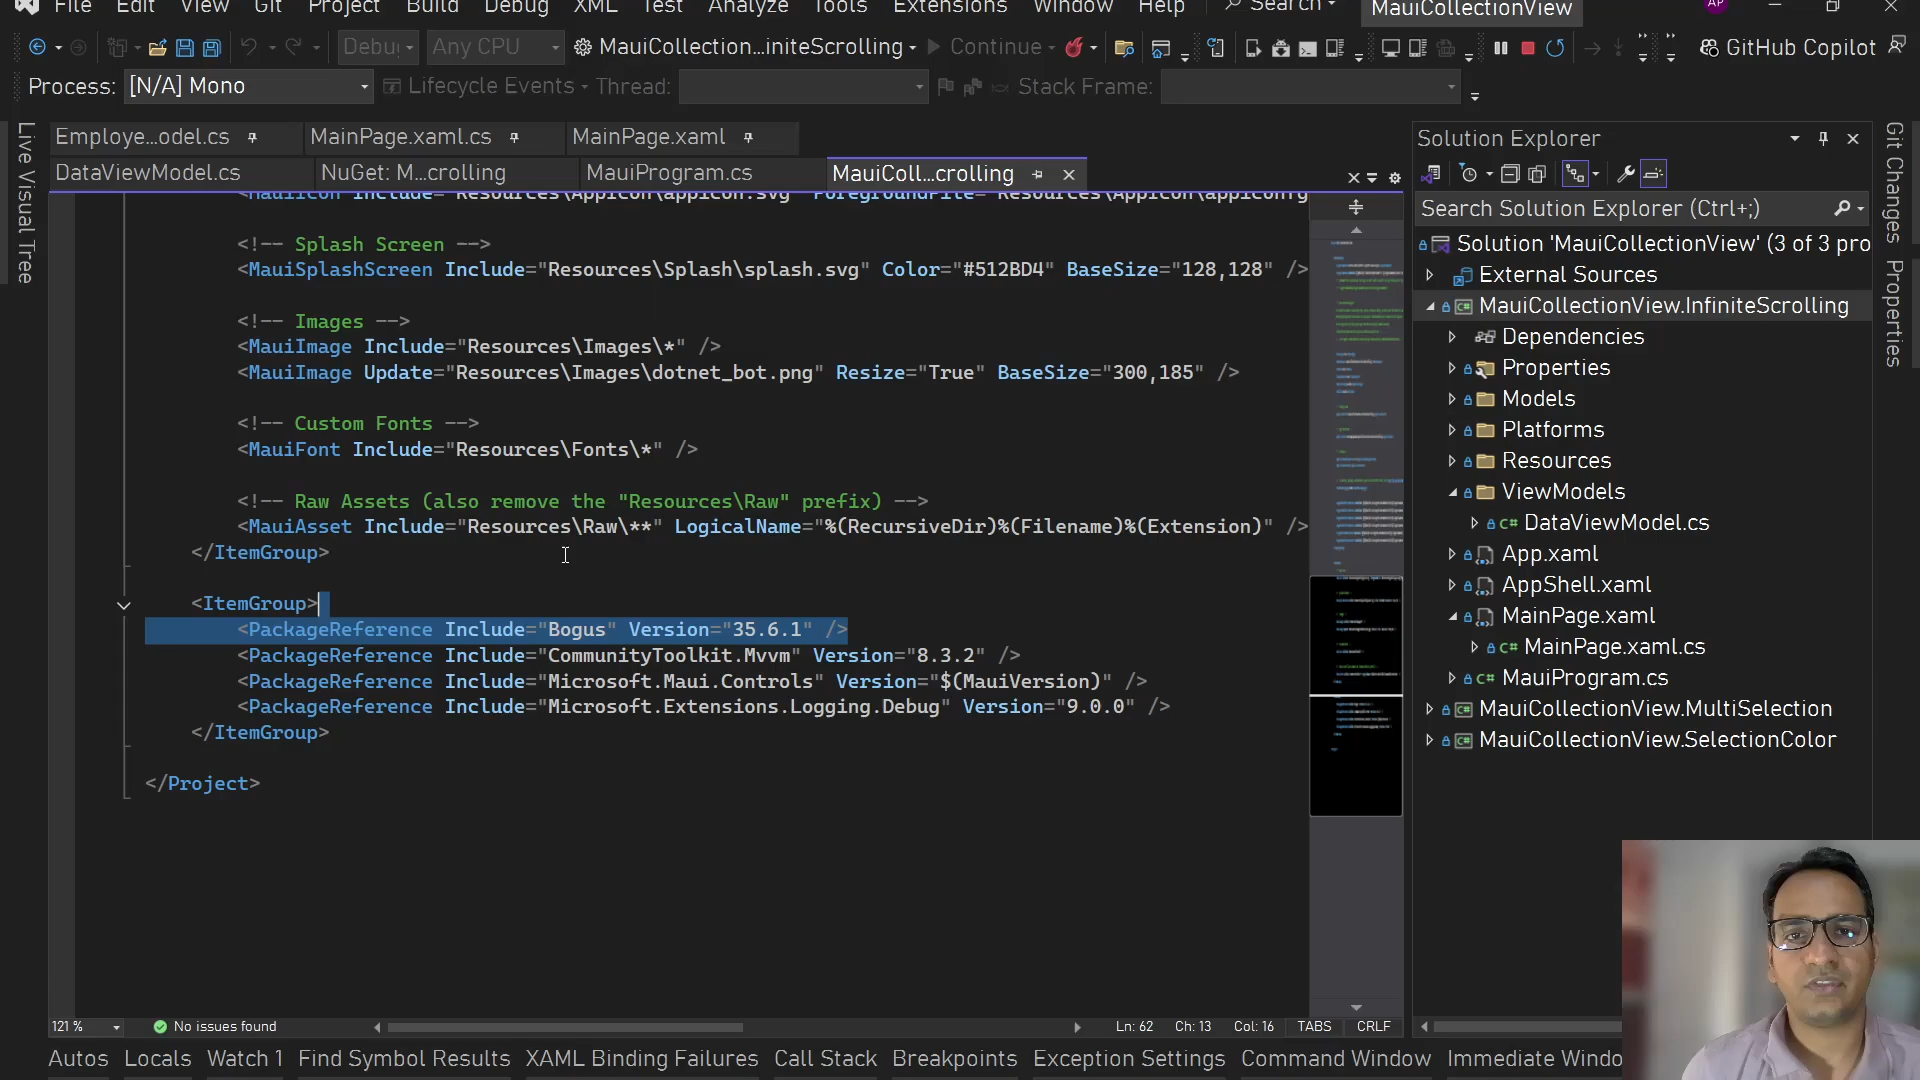 File Edit View Git Project Build Debug XML Test Analyze Tools Extensions Window Help Search MauiCollectionView AP
Debug Any CPU MauiCollection...initeScrolling Continue GitHub Copilot
Process: [N/A] Mono Lifecycle Events Thread: Stack Frame:
Live Visual Tree
Employe...odel.cs MainPage.xaml.cs MainPage.xaml
DataViewModel.cs NuGet: M...crolling MauiProgram.cs MauiColl...crolling
<!-- Splash Screen -->
<MauiSplashScreen Include="Resources\Splash\splash.svg" Color="#512BD4" BaseSize="128,128" />
<!-- Images -->
<MauiImage Include="Resources\Images\*" />
<MauiImage Update="Resources\Images\dotnet_bot.png" Resize="True" BaseSize="300,185" />
<!-- Custom Fonts -->
<MauiFont Include="Resources\Fonts\*" />
<!-- Raw Assets (also remove the "Resources\Raw" prefix) -->
<MauiAsset Include="Resources\Raw\**" LogicalName="%(RecursiveDir)%(Filename)%(Extension)" />
</ItemGroup>
<ItemGroup>
<PackageReference Include="Bogus" Version="35.6.1" />
<PackageReference Include="CommunityToolkit.Mvvm" Version="8.3.2" />
<PackageReference Include="Microsoft.Maui.Controls" Version="$(MauiVersion)" />
<PackageReference Include="Microsoft.Extensions.Logging.Debug" Version="9.0.0" />
</ItemGroup>
</Project>
121 % No issues found Ln: 62 Ch: 13 Col: 16 TABS CRLF
Autos Locals Watch 1 Find Symbol Results XAML Binding Failures Call Stack Breakpoints Exception Settings Command Window Immediate Windo
Solution Explorer
Search Solution Explorer (Ctrl+;)
Solution 'MauiCollectionView' (3 of 3 pro
External Sources
MauiCollectionView.InfiniteScrolling
Dependencies
Properties
Models
Platforms
Resources
ViewModels
C# DataViewModel.cs
App.xaml
AppShell.xaml
MainPage.xaml
C# MainPage.xaml.cs
C# MauiProgram.cs
MauiCollectionView.MultiSelection
MauiCollectionView.SelectionColor
Git Changes
Properties